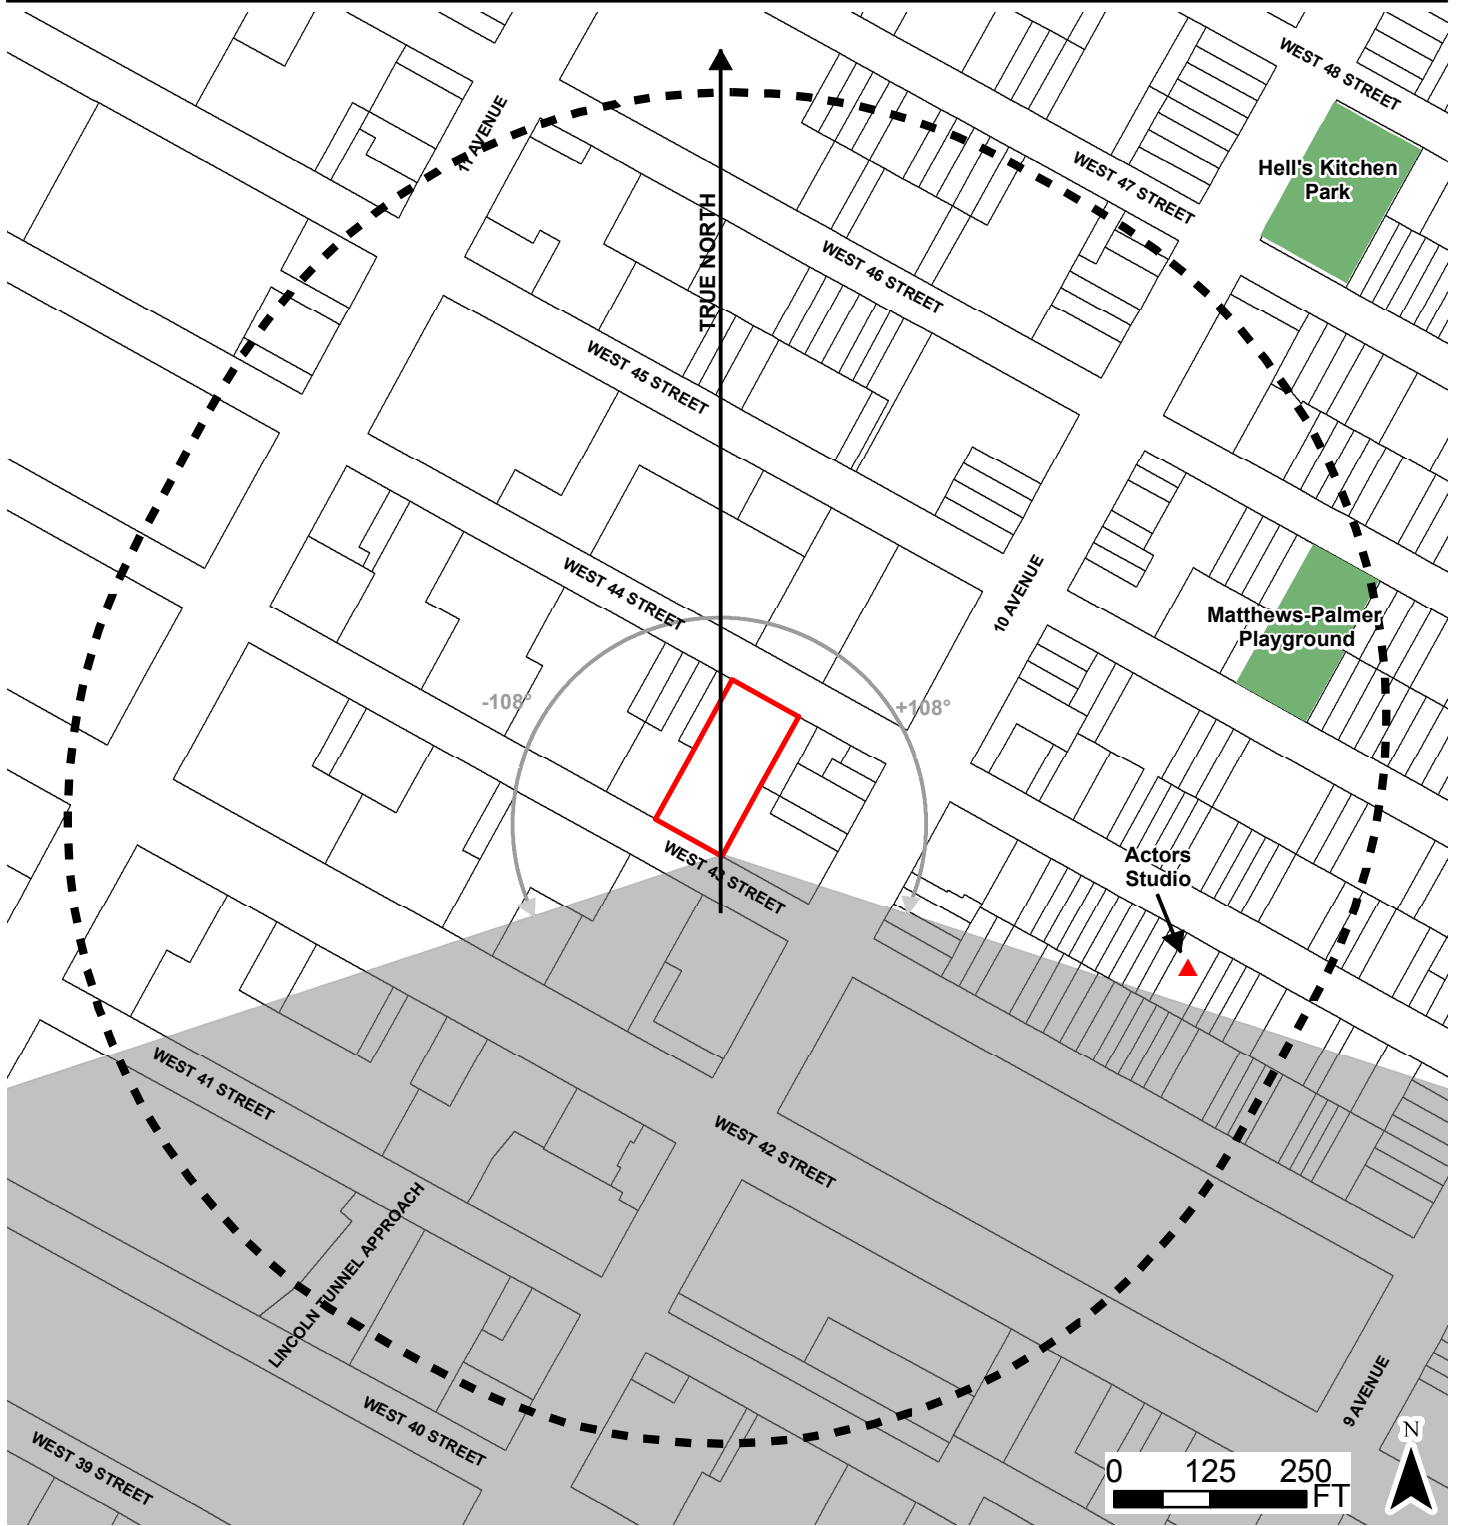 WEST 48 STREET
11 AVENUE
WEST 47 STREET
Hell's Kitchen
Park
TRUE NORTH
WEST 46 STREET
WEST 45 STREET
WEST 44 STREET
10 AVENUE
Matthews-Palmer
Playground
-108°
+108°
WEST 43 STREET
Actors
Studio
WEST 41 STREET
WEST 42 STREET
LINCOLN TUNNEL APPROACH
9 AVENUE
WEST 40 STREET
WEST 39 STREET
N
0 125 250
FT